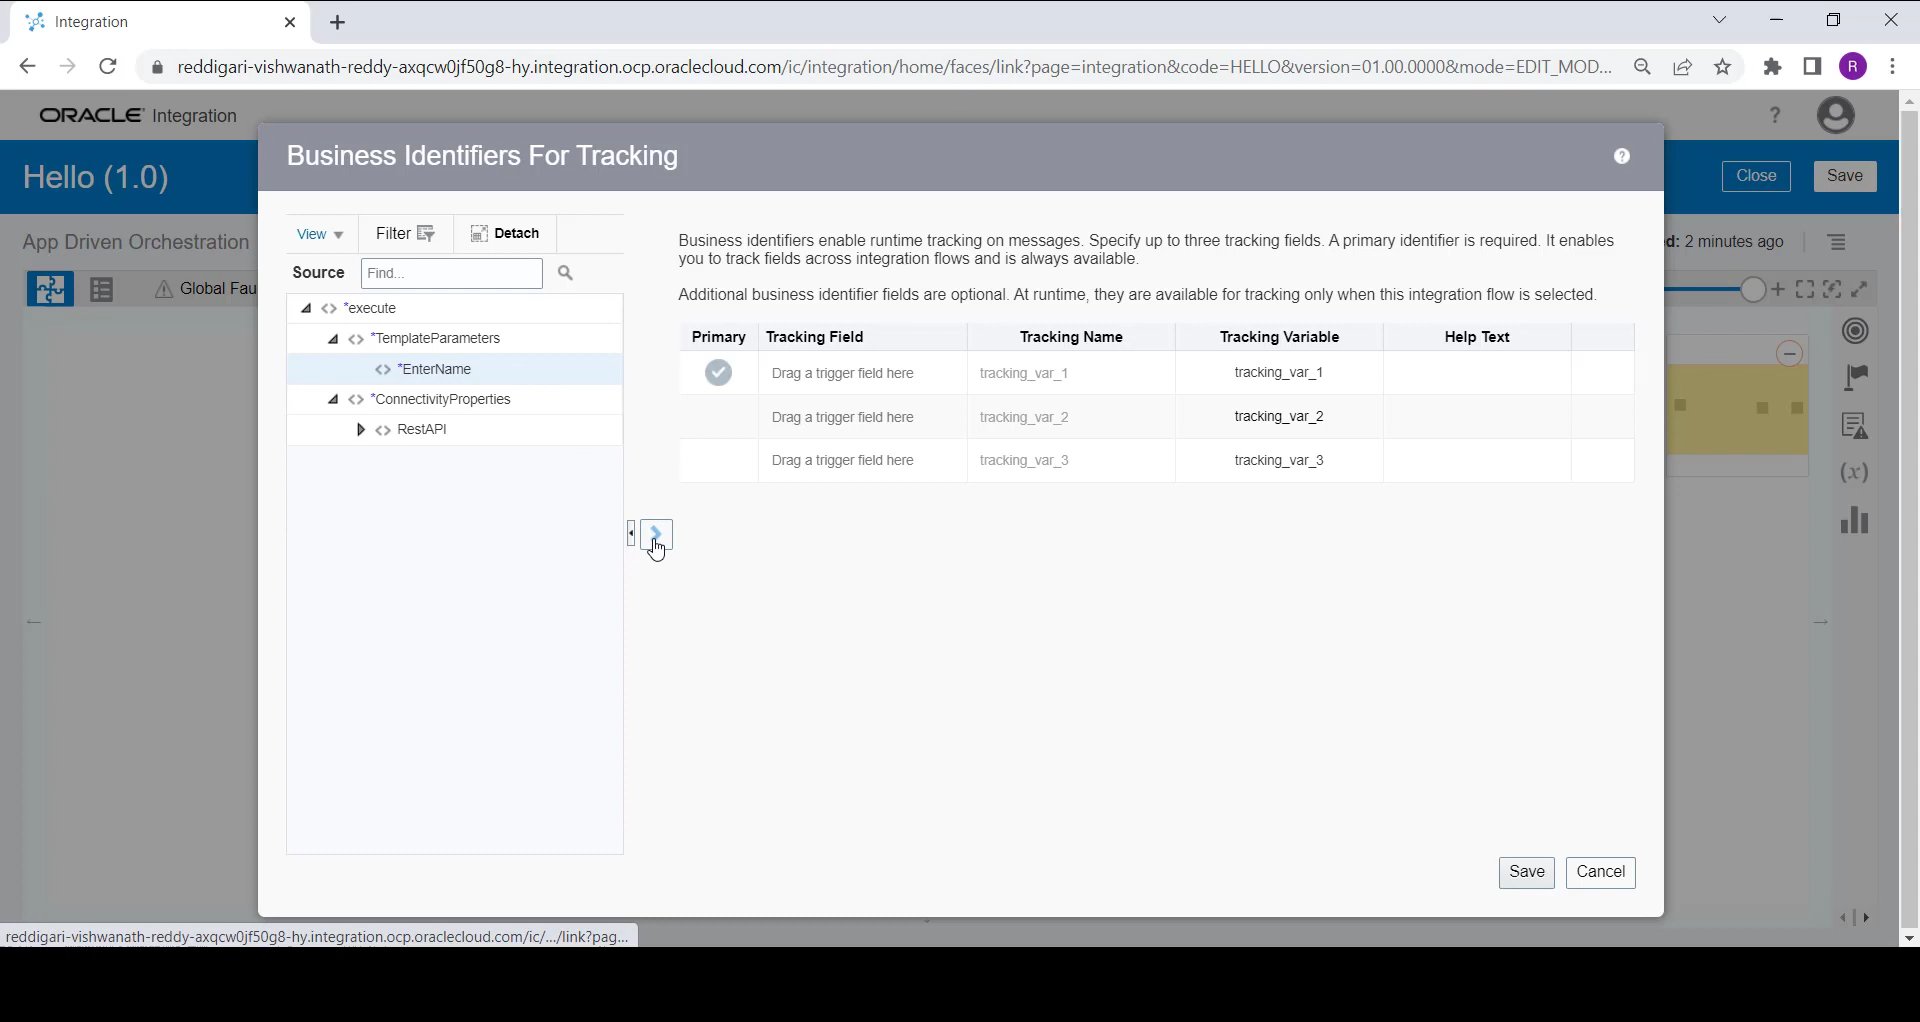 Integration
reddigari-vishwanath-reddy-axqcw0jf50g8-hy.integration.ocp.oraclecloud.com/ic/integration/home/faces/link?page=integration&code=HELLO&version=01.00.0000&mode=EDIT_MOD...
R
ORACLE Integration
?
Business Identifiers For Tracking
?
Hello (1.0)
Close
Save
App Driven Orchestration
d: 2 minutes ago
View
Filter
Detach
Business identifiers enable runtime tracking on messages. Specify up to three tracking fields. A primary identifier is required. It enables
you to track fields across integration flows and is always available.
Source
Find...
Global Fau
Additional business identifier fields are optional. At runtime, they are available for tracking only when this integration flow is selected.
<> *execute
<> *TemplateParameters
<> *EnterName
<> *ConnectivityProperties
<> RestAPI
Primary Tracking Field Tracking Name Tracking Variable Help Text
Drag a trigger field here tracking_var_1 tracking_var_1
Drag a trigger field here tracking_var_2 tracking_var_2
Drag a trigger field here tracking_var_3 tracking_var_3
(x)
Save
Cancel
reddigari-vishwanath-reddy-axqcw0jf50g8-hy.integration.ocp.oraclecloud.com/ic/.../link?pag...